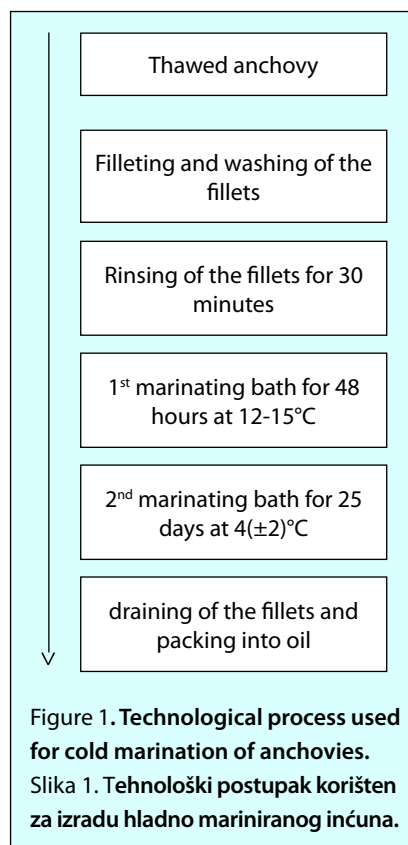 Thawed anchovy
Filleting and washing of the
fillets
Rinsing of the fillets for 30
minutes
1st marinating bath for 48
hours at 12-15°C
2nd marinating bath for 25
days at 4(±2)°C
draining of the fillets and
packing into oil
Figure 1. Technological process used
for cold marination of anchovies.
Slika 1. Tehnološki postupak korišten
za izradu hladno mariniranog inćuna.